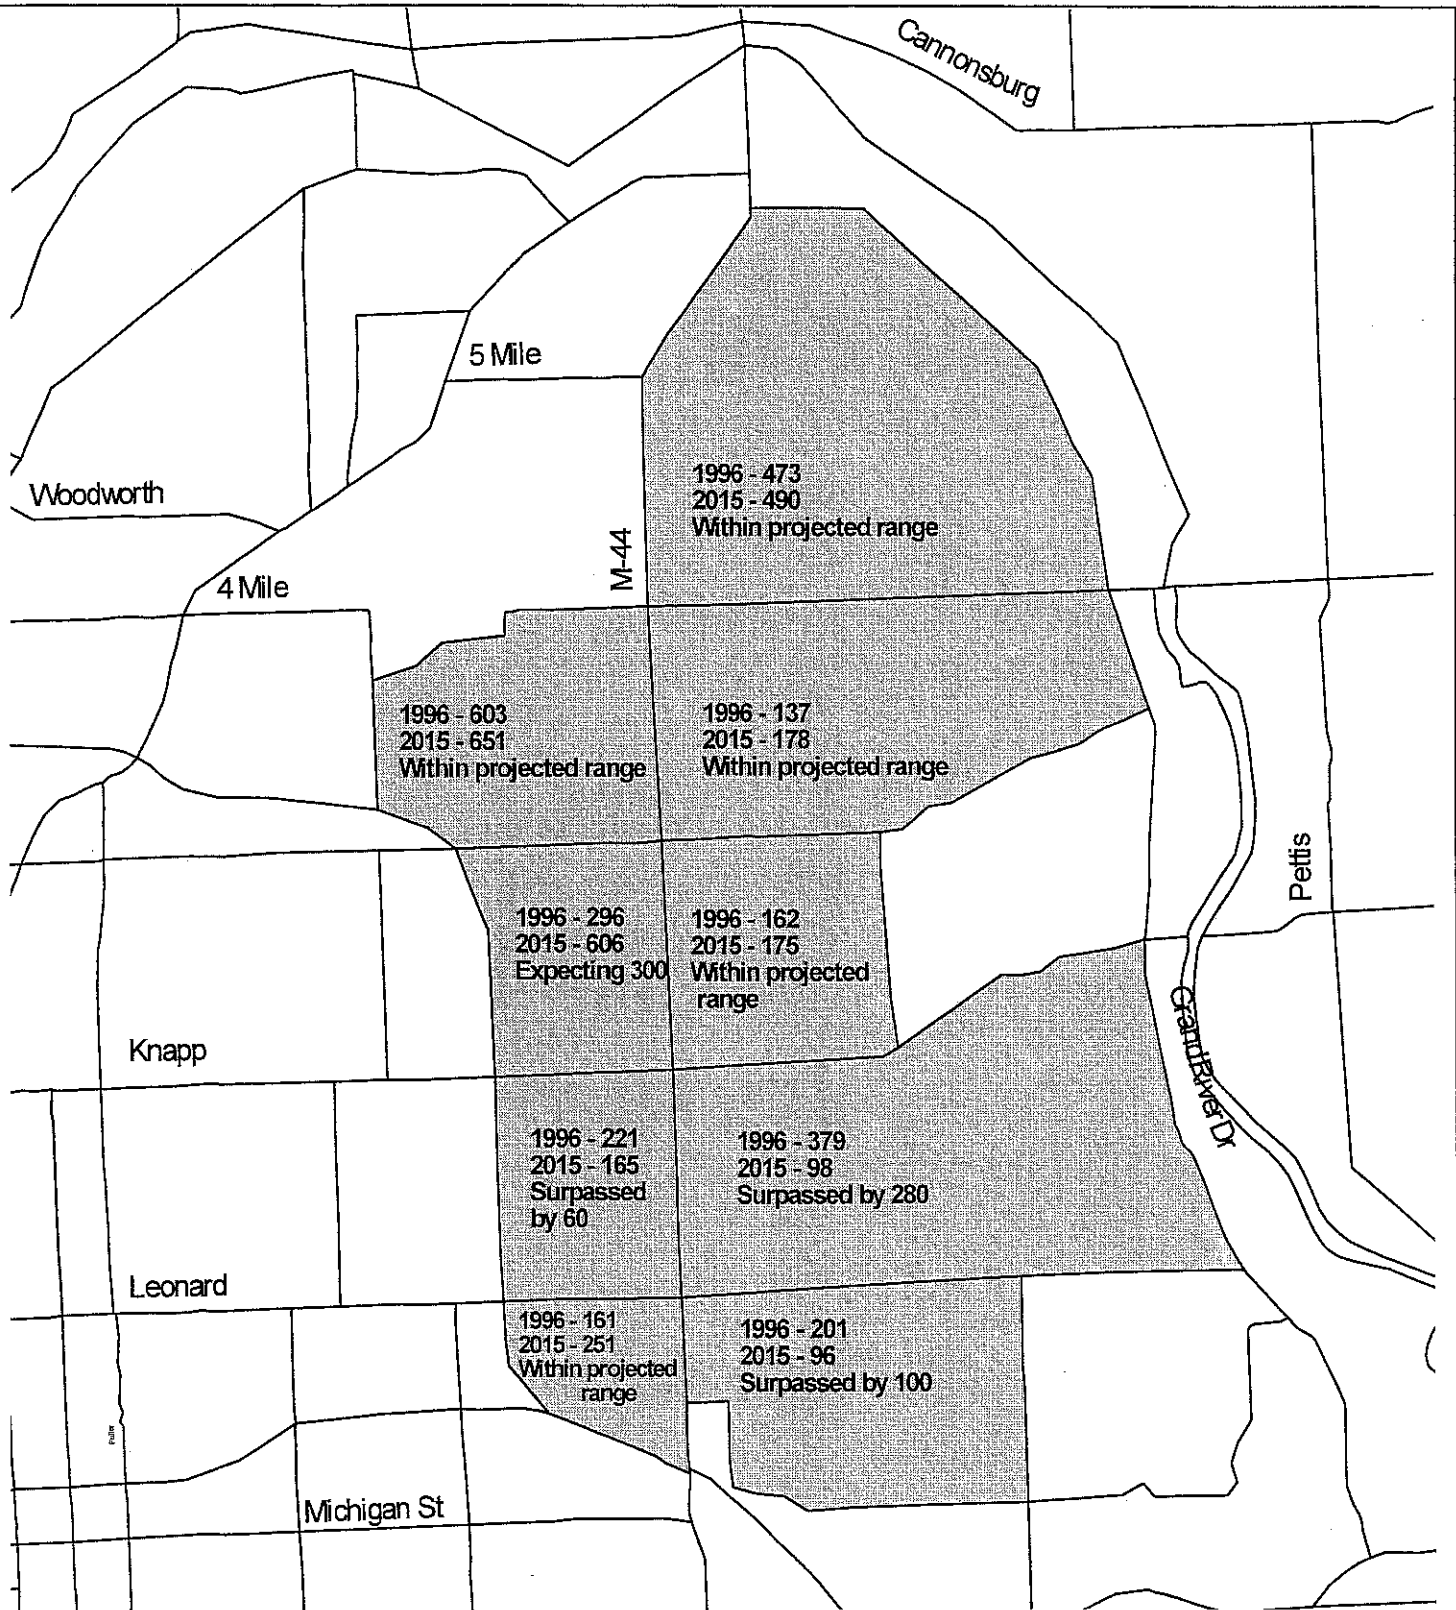 Cannonsburg
5 Mile
1996 - 473
2015 - 490
Within projected range
Woodworth
M-44
4 Mile
1996 - 603
2015 - 651
Within projected range
1996 - 137
2015 - 178
Within projected range
Pettis
1996 - 296
2015 - 606
Expecting 300
1996 - 162
2015 - 175
Within projected
range
Grand River Dr
Knapp
1996 - 221
2015 - 165
Surpassed
by 60
1996 - 379
2015 - 98
Surpassed by 280
Leonard
1996 - 161
2015 - 251
Within projected
range
1996 - 201
2015 - 96
Surpassed by 100
Fuller
Michigan St